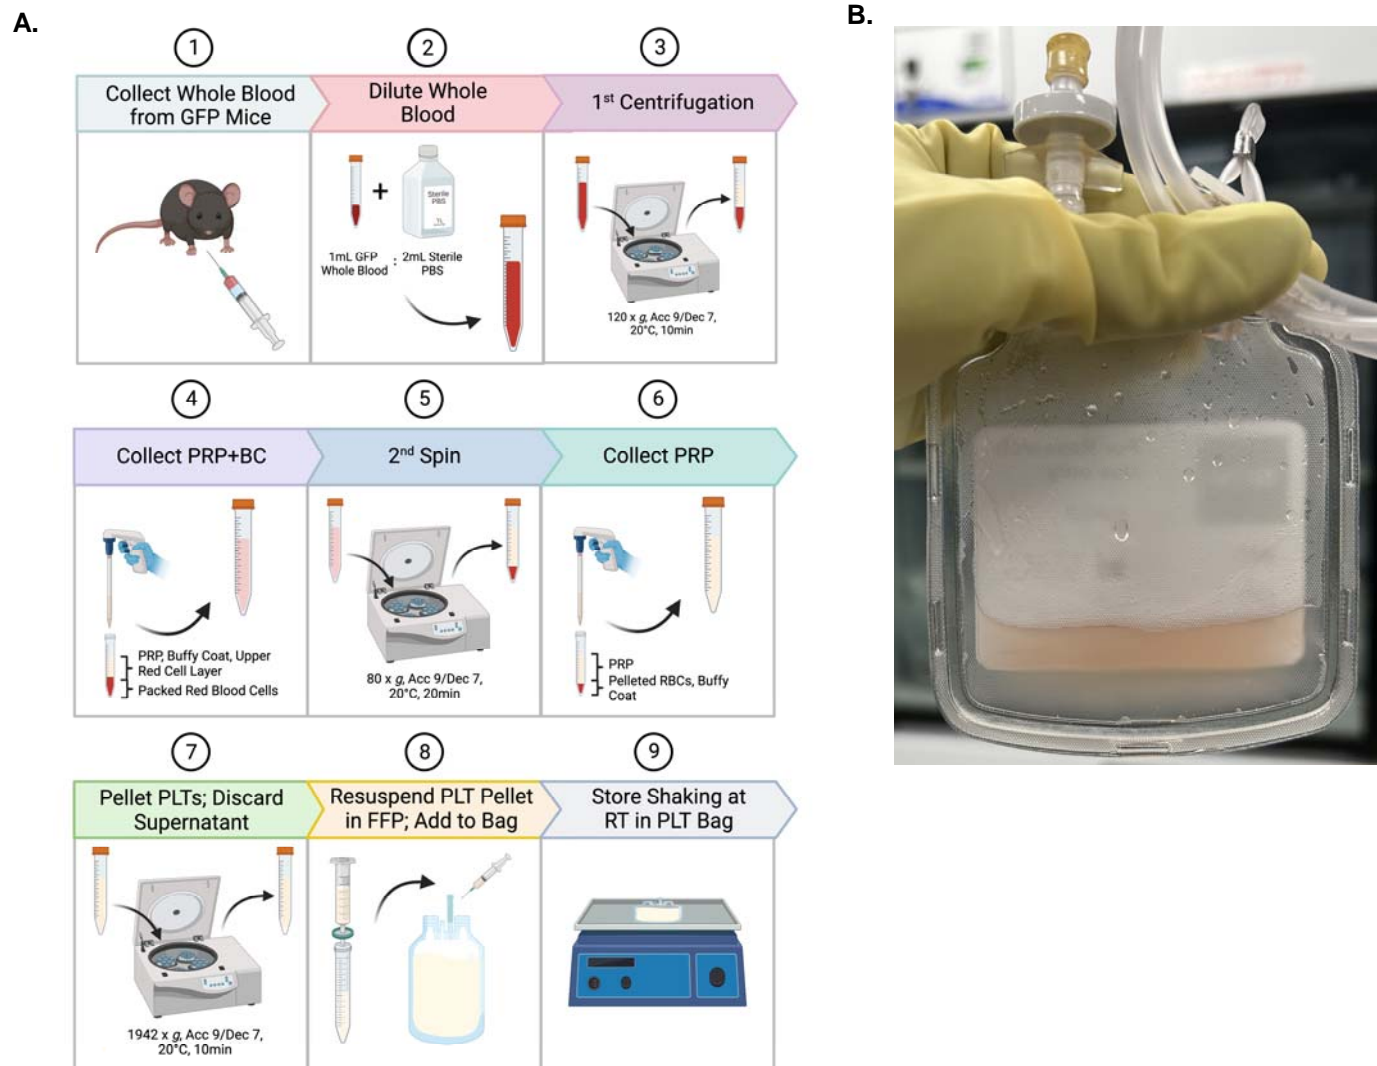 A.
B.
1
Collect Whole Blood
from GFP Mice
2
Dilute Whole
Blood
3
1st Centrifugation
+
Sterile
PBS
1L
1mL GFP
Whole Blood
:
2mL Sterile
PBS
120 x g, Acc 9/Dec 7,
20°C, 10min
4
Collect PRP+BC
5
2nd Spin
6
Collect PRP
PRP, Buffy Coat, Upper
Red Cell Layer
Packed Red Blood Cells
80 x g, Acc 9/Dec 7,
20°C, 20min
PRP
Pelleted RBCs, Buffy
Coat
7
Pellet PLTs; Discard
Supernatant
8
Resuspend PLT Pellet
in FFP; Add to Bag
9
Store Shaking at
RT in PLT Bag
1942 x g, Acc 9/Dec 7,
20°C, 10min